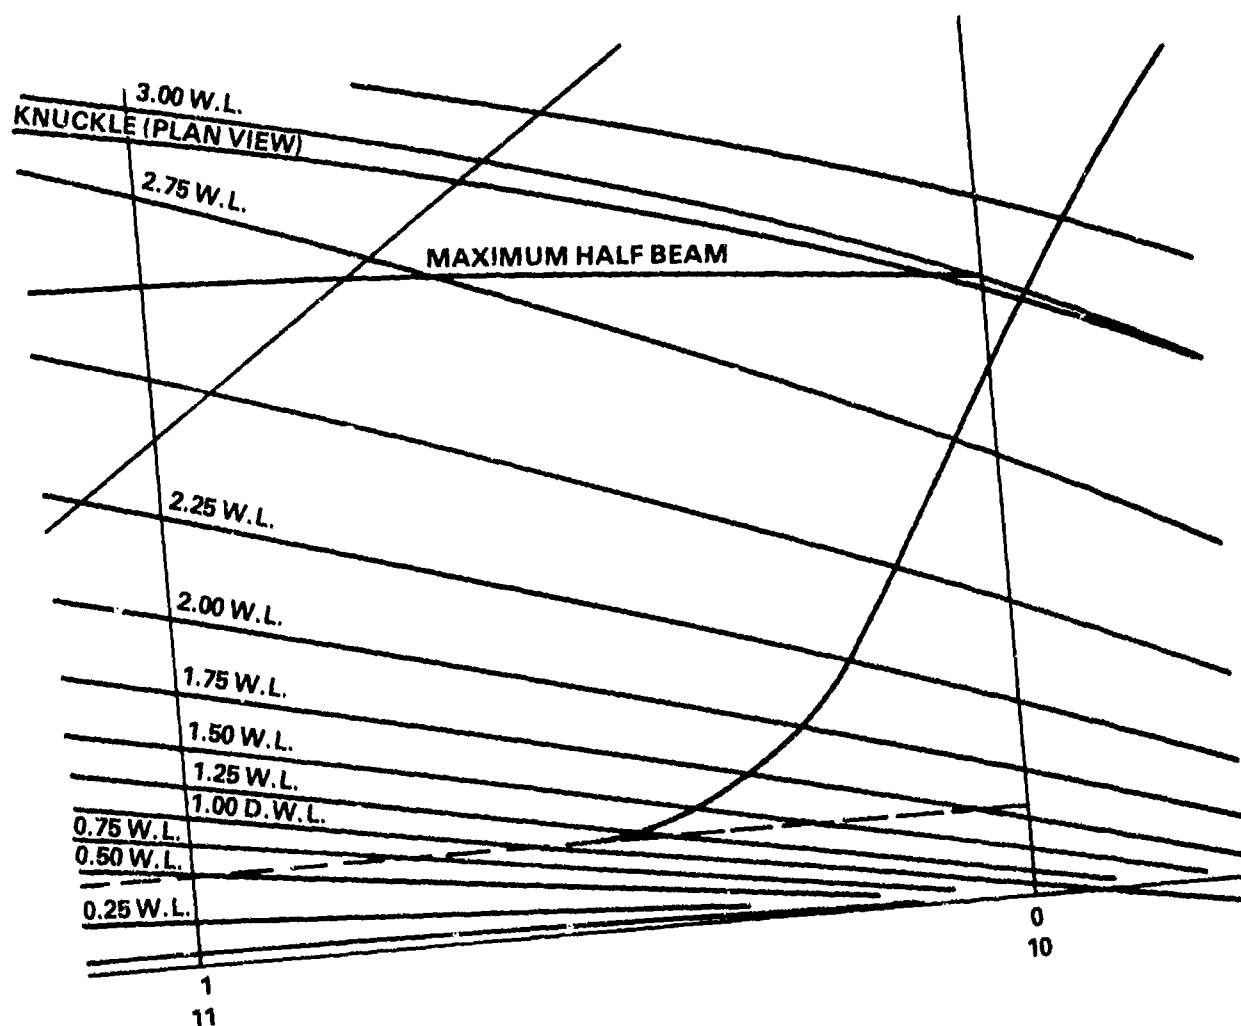 3.00 W.L.
KNUCKLE (PLAN VIEW)
2.75 W.L.
MAXIMUM HALF BEAM
2.25 W.L.
2.00 W.L.
1.75 W.L.
1.50 W.L.
1.25 W.L.
1.00 D.W.L.
0.75 W.L.
0.50 W.L.
0.25 W.L.
0
10
1
11